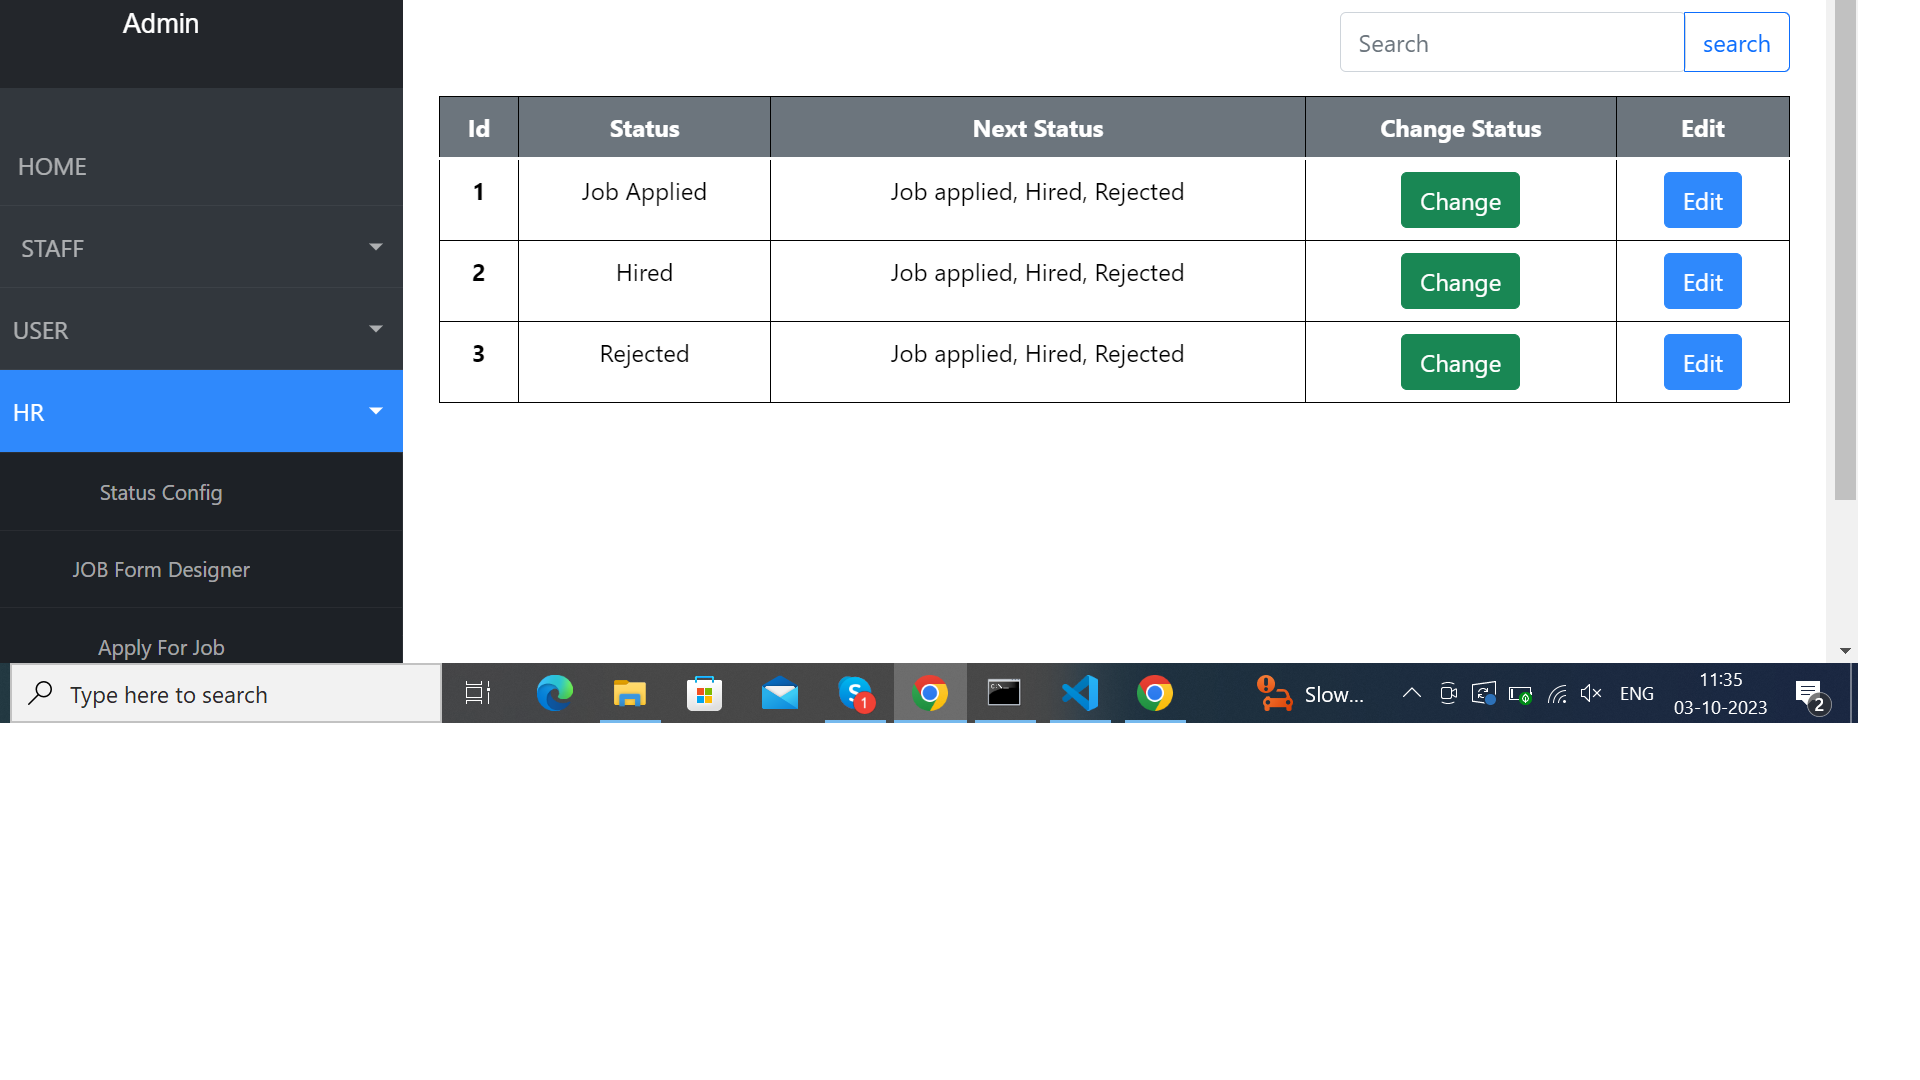 Admin
HOME
STAFF
USER
HR
Status Config
JOB Form Designer
Apply For Job
Search search
Id Status Next Status Change Status Edit
1 Job Applied Job applied, Hired, Rejected Change Edit
2 Hired Job applied, Hired, Rejected Change Edit
3 Rejected Job applied, Hired, Rejected Change Edit
Type here to search
S 1
C:\
Slow...
ENG
11:35
03-10-2023
2